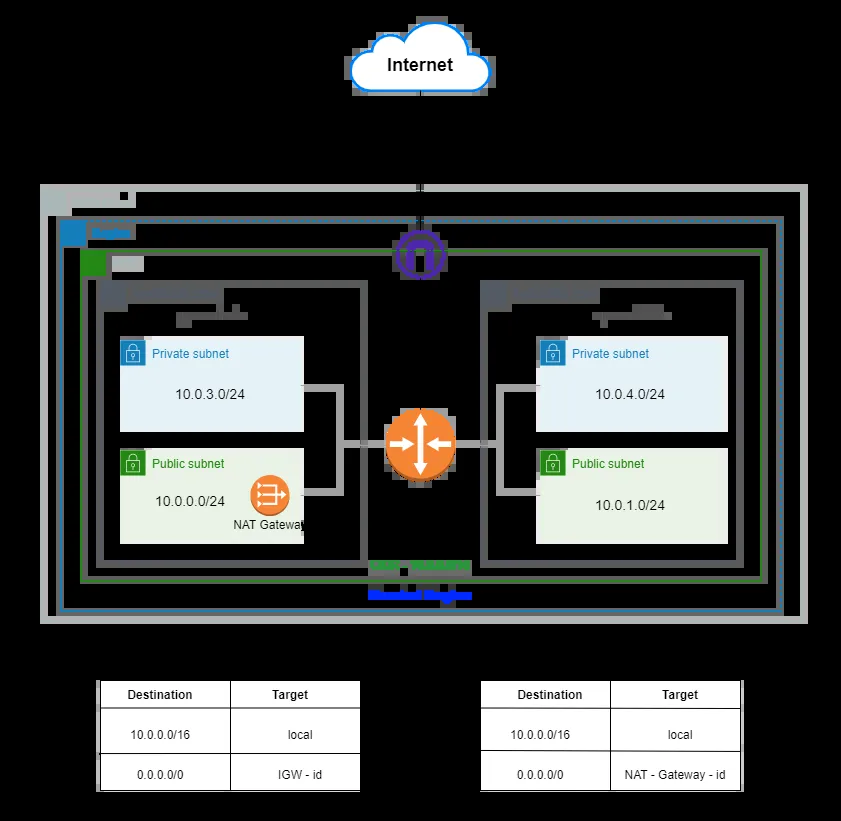 Internet
Region
Private subnet
10.0.3.0/24
Private subnet
10.0.4.0/24
Public subnet
10.0.0.0/24
NAT Gateway
Public subnet
10.0.1.0/24
Destination Target
10.0.0.0/16 local
0.0.0.0/0 IGW - id
Destination Target
10.0.0.0/16 local
0.0.0.0/0 NAT - Gateway - id